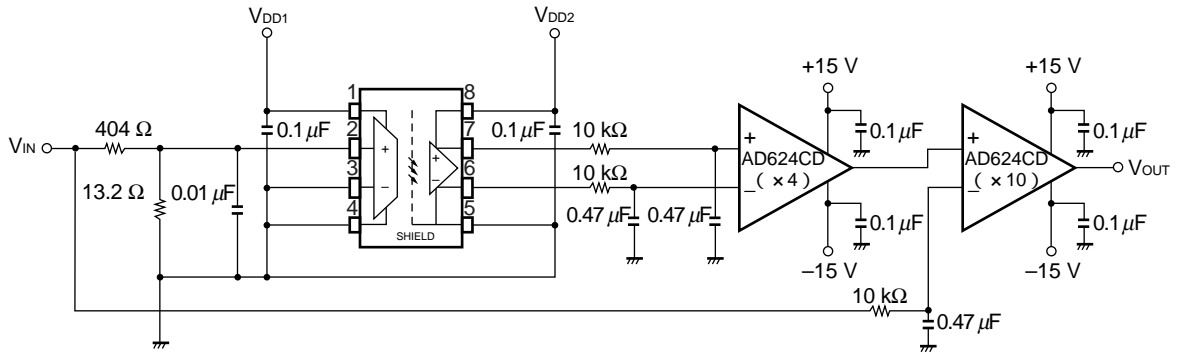 VDD1
VDD2
+15 V
+15 V
1
8
0.1 μF
0.1 μF
0.1 μF
0.1 μF
VIN
404 Ω
2
7
10 kΩ
+
+
+
+
AD624CD
( ×4 )
AD624CD
( ×10 )
VOUT
13.2 Ω
0.01 μF
3
6
10 kΩ
–
–
–
–
4
5
SHIELD
0.47 μF
0.47 μF
0.1 μF
0.1 μF
–15 V
–15 V
10 kΩ
0.47 μF